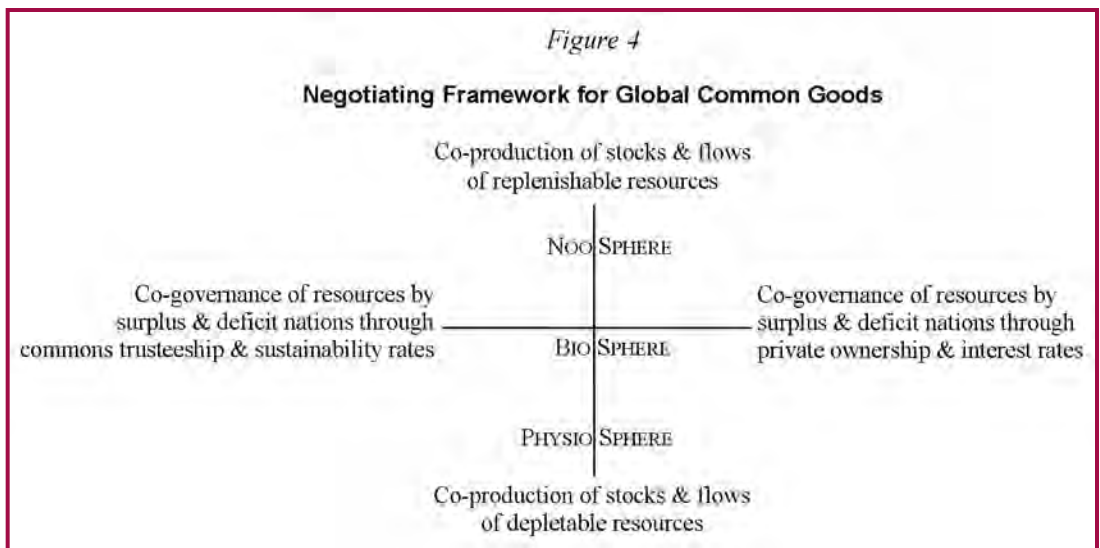 Figure 4
Negotiating Framework for Global Common Goods
Co-production of stocks & flows
of replenishable resources
NOO SPHERE
Co-governance of resources by
surplus & deficit nations through
commons trusteeship & sustainability rates
Co-governance of resources by
surplus & deficit nations through
private ownership & interest rates
BIO SPHERE
PHYSIO SPHERE
Co-production of stocks & flows
of depletable resources